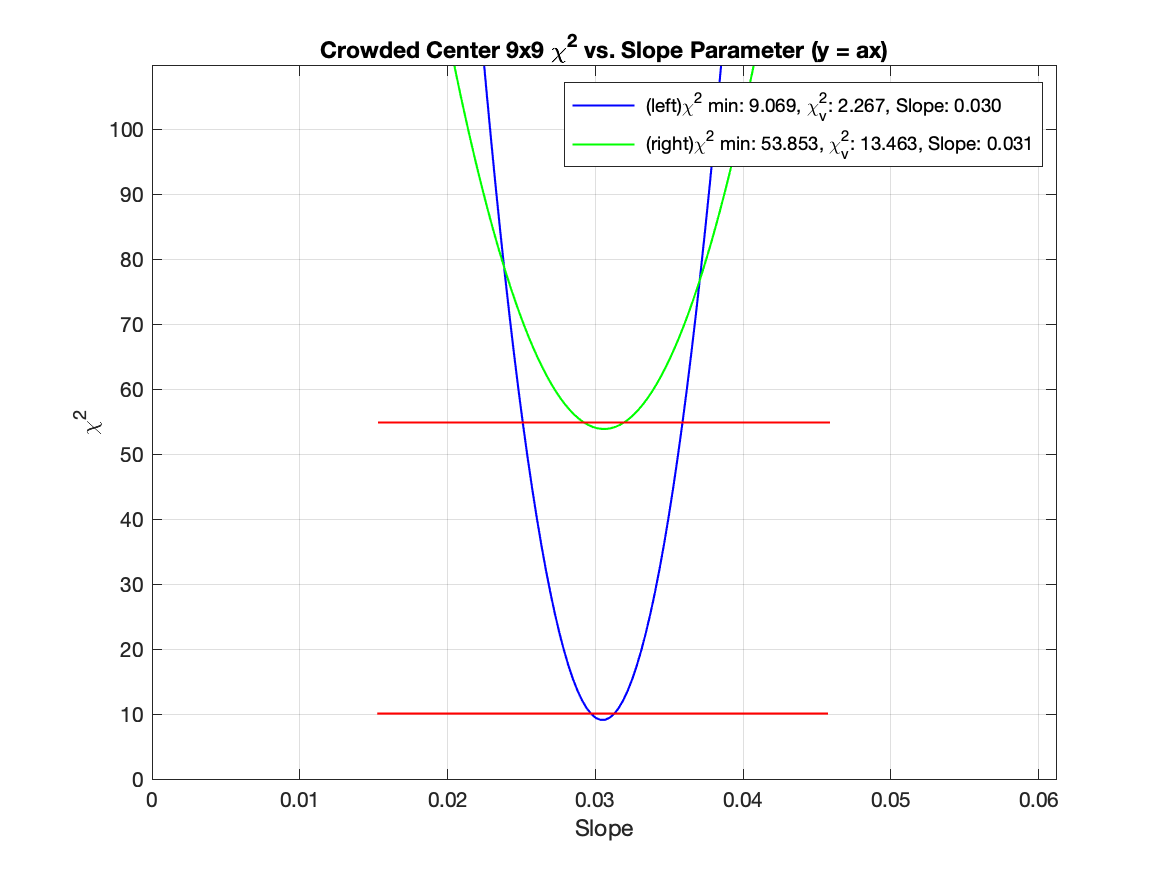 Crowded Center 9x9 χ² vs. Slope Parameter (y = ax)
(left)χ² min: 9.069, χ²ᵥ: 2.267, Slope: 0.030
(right)χ² min: 53.853, χ²ᵥ: 13.463, Slope: 0.031
100
90
80
70
60
50
40
30
20
10
0
χ²
0 0.01 0.02 0.03 0.04 0.05 0.06
Slope